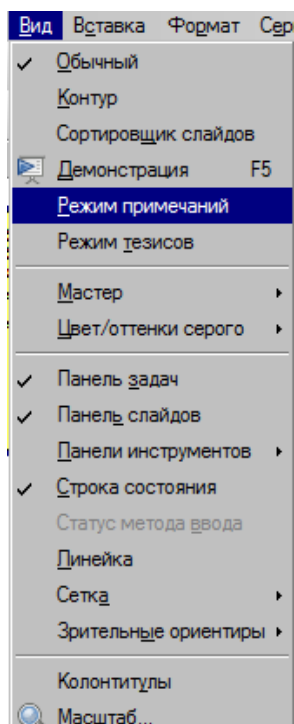 Вид Вставка Формат
Обычный
Контур
Сортировщик слайдов
Демонстрация F5
Режим примечаний
Режим тезисов
Мастер
Цвет/оттенки серого
Панель задач
Панель слайдов
Панели инструментов
Строка состояния
Статус метода ввода
Линейка
Сетка
Зрительные ориентиры
Колонтитулы
Масштаб...